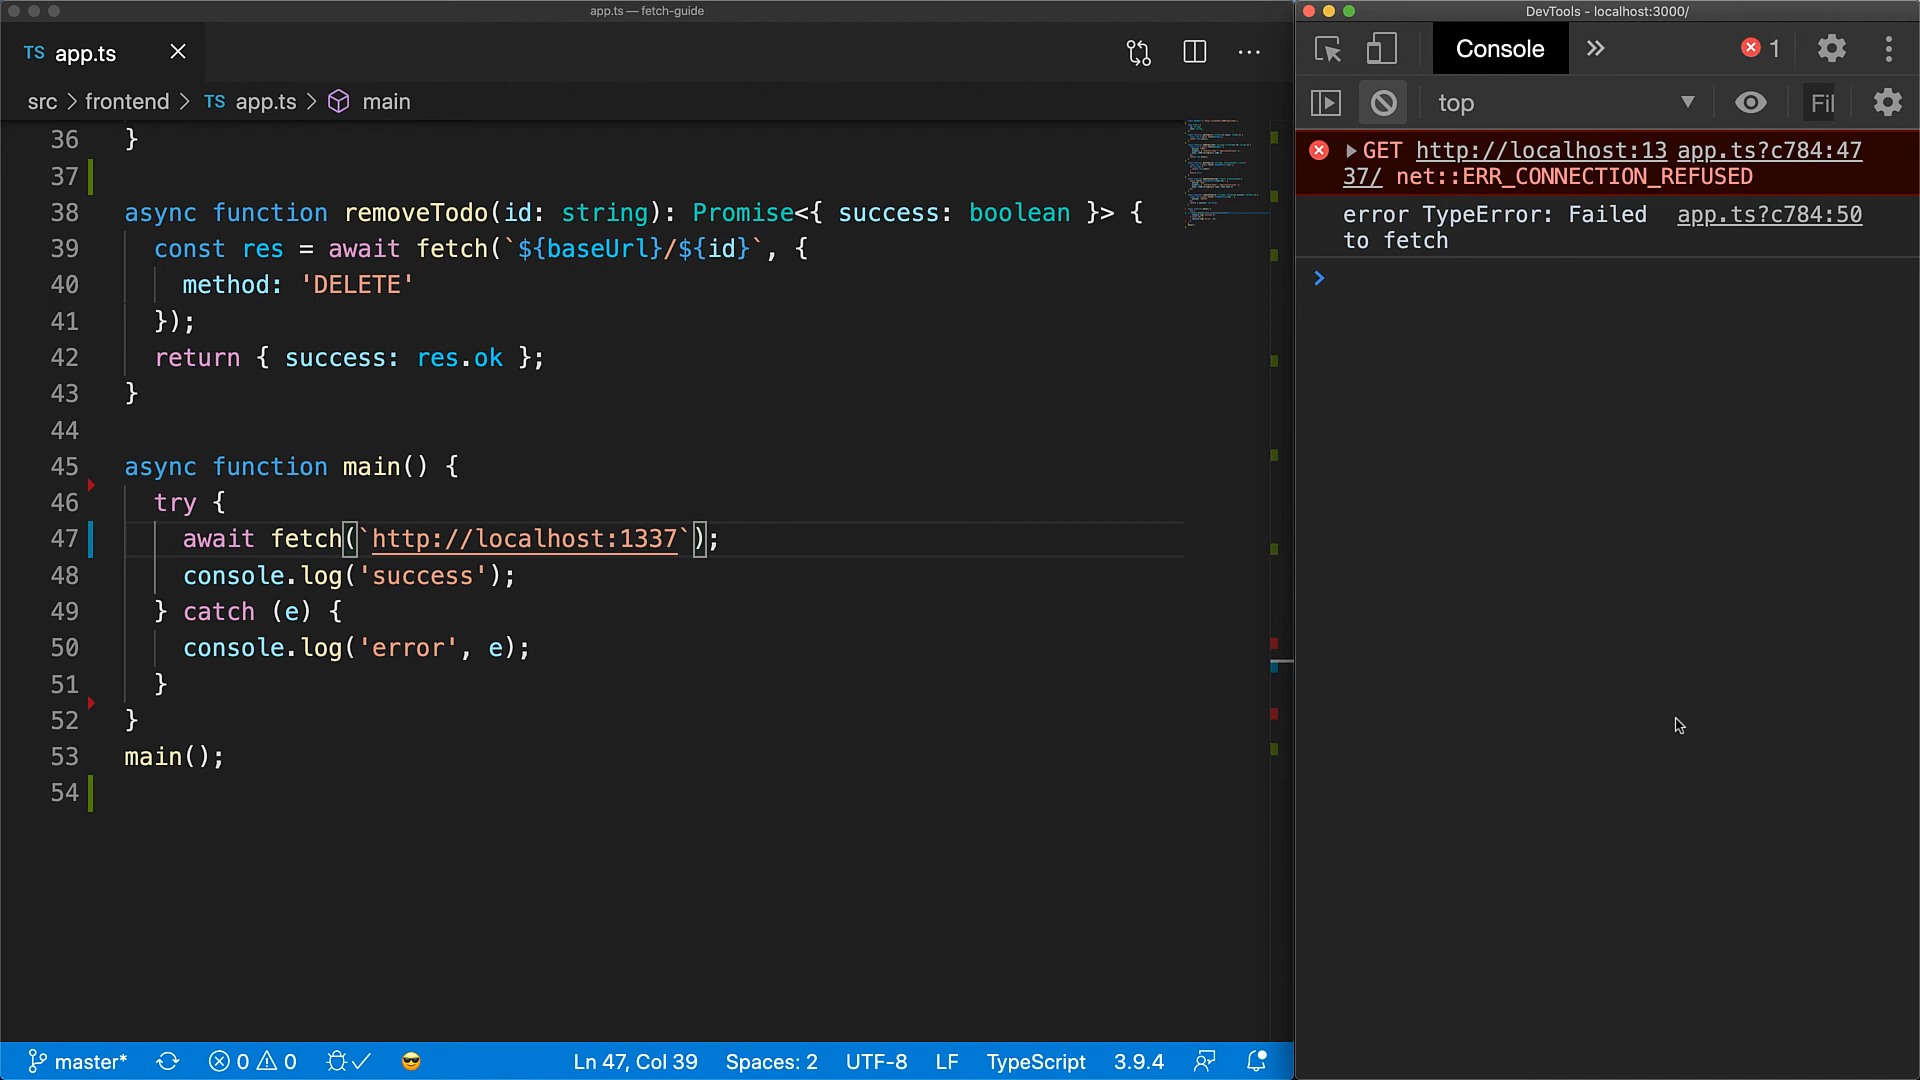 app.ts — fetch-guide
TS app.ts
src > frontend > TS app.ts > main
36 }
37
38 async function removeTodo(id: string): Promise<{ success: boolean }> {
39 const res = await fetch(`${baseUrl}/${id}`, {
40 method: 'DELETE'
41 });
42 return { success: res.ok };
43 }
44
45 async function main() {
46 try {
47 await fetch(`http://localhost:1337`);
48 console.log('success');
49 } catch (e) {
50 console.log('error', e);
51 }
52 }
53 main();
54
master* 0 0 Ln 47, Col 39 Spaces: 2 UTF-8 LF TypeScript 3.9.4
DevTools - localhost:3000/
Console 1
top Fil
GET http://localhost:13 app.ts?c784:47
37/ net::ERR_CONNECTION_REFUSED
error TypeError: Failed app.ts?c784:50
to fetch